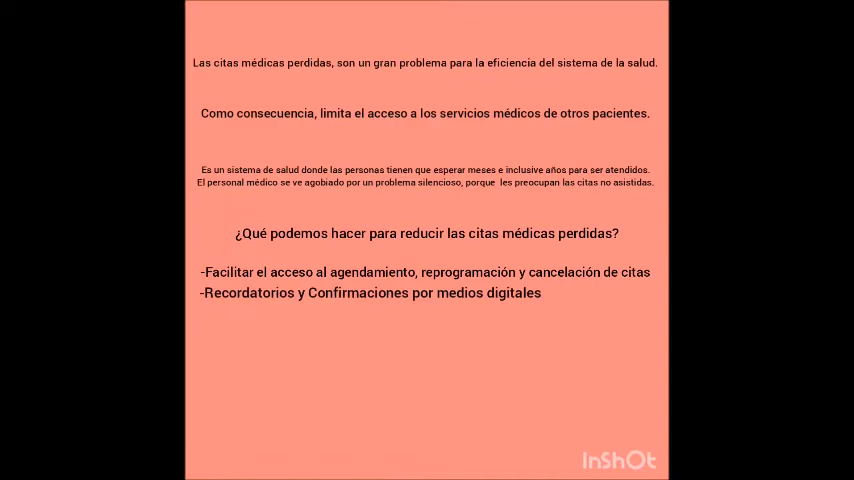 Las citas médicas perdidas, son un gran problema para la eficiencia del sistema de la salud.
Como consecuencia, limita el acceso a los servicios médicos de otros pacientes.
Es un sistema de salud donde las personas tienen que esperar meses e inclusive años para ser atendidos.
El personal médico se ve agobiado por un problema silencioso, porque les preocupan las citas no asistidas.
¿Qué podemos hacer para reducir las citas médicas perdidas?
-Facilitar el acceso al agendamiento, reprogramación y cancelación de citas
-Recordatorios y Confirmaciones por medios digitales
InShOt